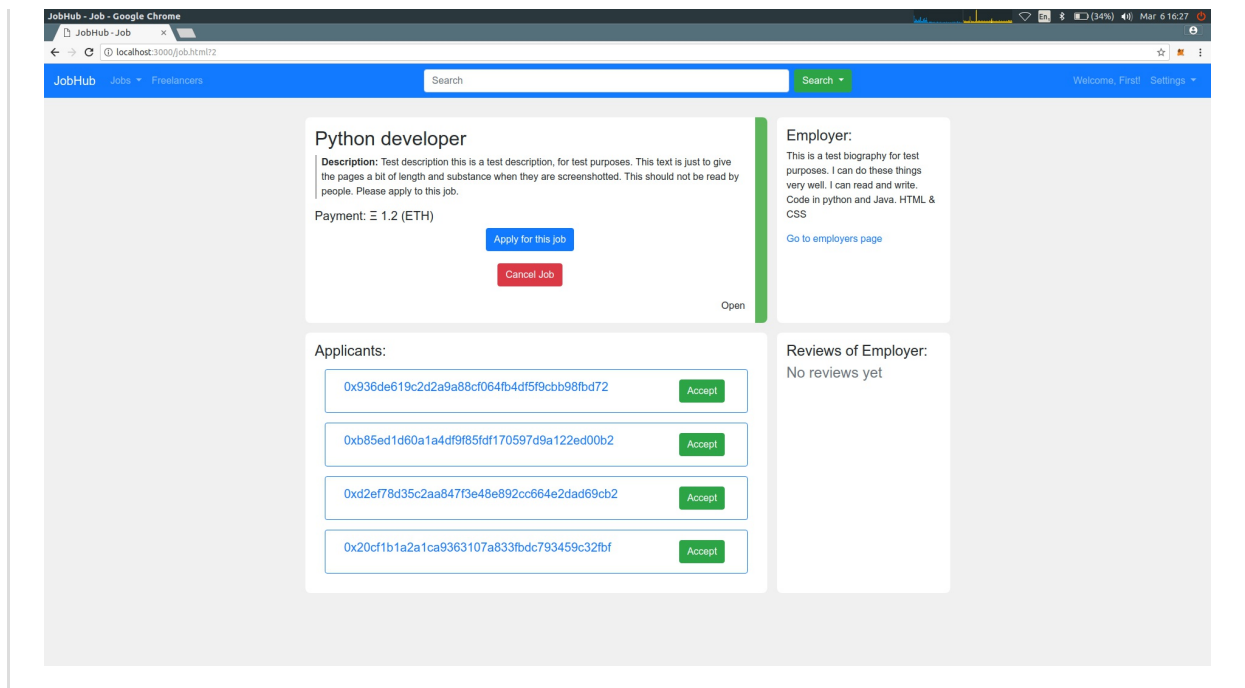 JobHub - Job - Google Chrome
En (34%) Mar 6 16:27
JobHub - Job ×
localhost:3000/job.html?2
JobHub Jobs Freelancers Search Search Welcome, First! Settings
Python developer
Description: Test description this is a test description, for test purposes. This text is just to give
the pages a bit of length and substance when they are screenshotted. This should not be read by
people. Please apply to this job.
Payment: Ξ 1.2 (ETH)
Apply for this job
Cancel Job
Open
Employer:
This is a test biography for test
purposes. I can do these things
very well. I can read and write.
Code in python and Java. HTML &
CSS
Go to employers page
Applicants:
0x936de619c2d2a9a88cf064fb4df5f9cbb98fbd72 Accept
0xb85ed1d60a1a4df9f85fdf170597d9a122ed00b2 Accept
0xd2ef78d35c2aa847f3e48e892cc664e2dad69cb2 Accept
0x20cf1b1a2a1ca9363107a833fbdc793459c32fbf Accept
Reviews of Employer:
No reviews yet